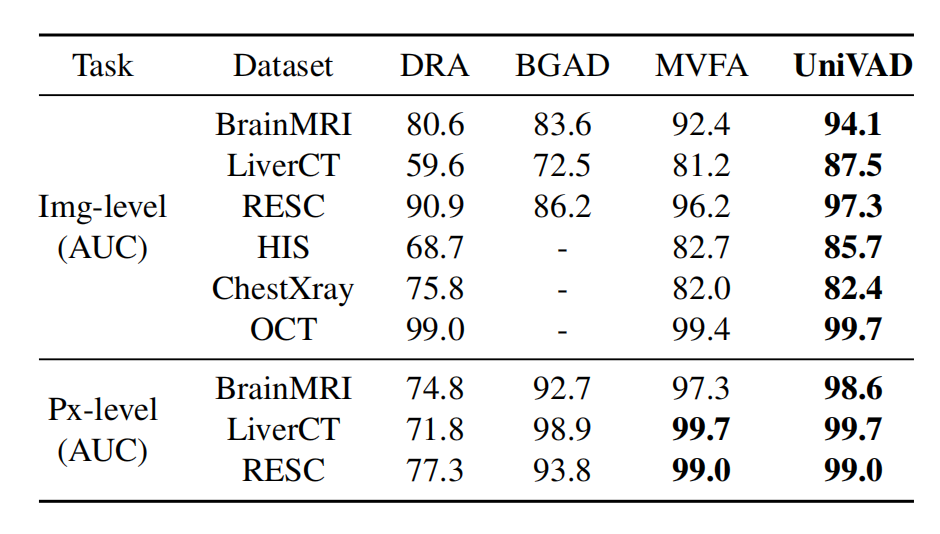 Task Dataset DRA BGAD MVFA UniVAD
BrainMRI 80.6 83.6 92.4 94.1
LiverCT 59.6 72.5 81.2 87.5
Img-level RESC 90.9 86.2 96.2 97.3
(AUC) HIS 68.7 - 82.7 85.7
ChestXray 75.8 - 82.0 82.4
OCT 99.0 - 99.4 99.7
Px-level BrainMRI 74.8 92.7 97.3 98.6
(AUC) LiverCT 71.8 98.9 99.7 99.7
RESC 77.3 93.8 99.0 99.0